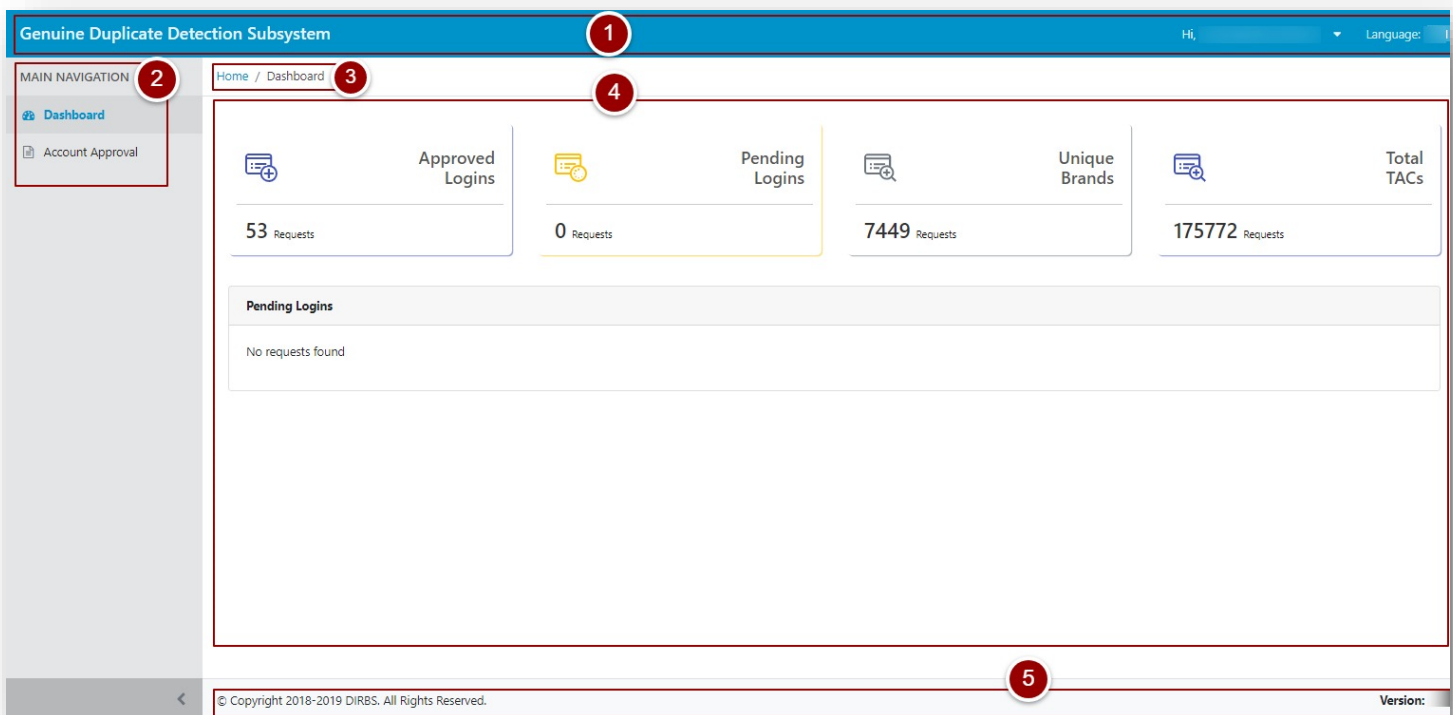 Genuine Duplicate Detection Subsystem
1
Hi,
Language:
MAIN NAVIGATION
2
Home / Dashboard
3
4
Dashboard
Account Approval
Approved
Logins
53 Requests
Pending
Logins
0 Requests
Unique
Brands
7449 Requests
Total
TACs
175772 Requests
Pending Logins
No requests found
5
© Copyright 2018-2019 DIRBS. All Rights Reserved.
Version: